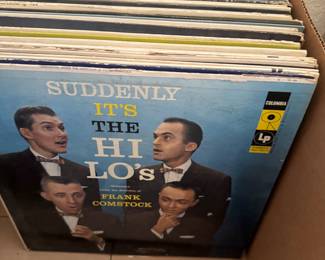 SUDDENLY
IT'S
THE
HI
LO's
FRANK
COMSTOCK
COLUMBIA
Lp